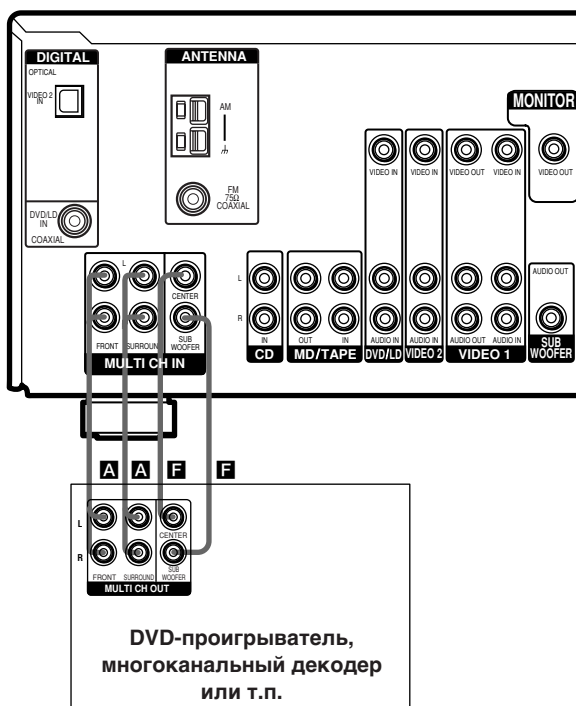 DIGITAL
OPTICAL
VIDEO 2
IN
DVD/LD
IN
COAXIAL
ANTENNA
AM
FM
75Ω
COAXIAL
MONITOR
VIDEO IN
VIDEO IN
VIDEO OUT
VIDEO IN
VIDEO OUT
L
CENTER
FRONT
SURROUND
SUB
WOOFER
MULTI CH IN
L
R
IN
CD
OUT
IN
MD/TAPE
AUDIO IN
DVD/LD
AUDIO IN
VIDEO 2
AUDIO OUT
AUDIO IN
VIDEO 1
AUDIO OUT
SUB
WOOFER
A A F F
L
R
CENTER
FRONT
SURROUND
SUB
WOOFER
MULTI CH OUT
DVD-проигрыватель,
многоканальный декодер
или т.п.